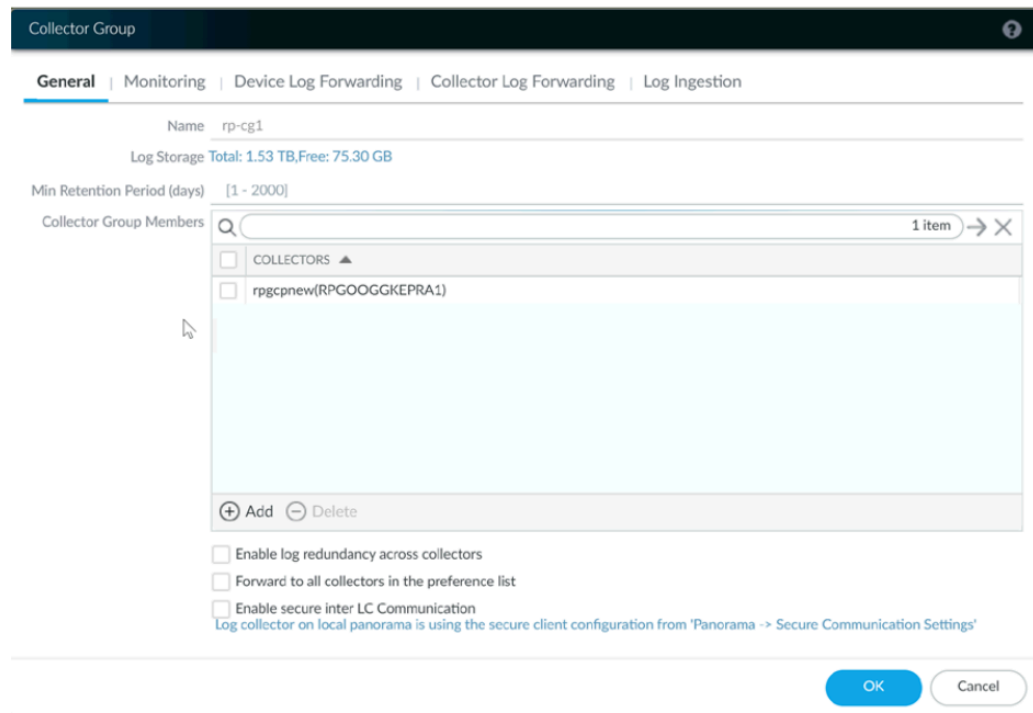 Collector Group
General | Monitoring | Device Log Forwarding | Collector Log Forwarding | Log Ingestion
Name rp-cg1
Log Storage Total: 1.53 TB,Free: 75.30 GB
Min Retention Period (days) [1 - 2000]
Collector Group Members 1 item
COLLECTORS
rpgcpnew(RPGOOGGKEPRA1)
Add Delete
Enable log redundancy across collectors
Forward to all collectors in the preference list
Enable secure inter LC Communication
Log collector on local panorama is using the secure client configuration from 'Panorama -> Secure Communication Settings'
OK Cancel